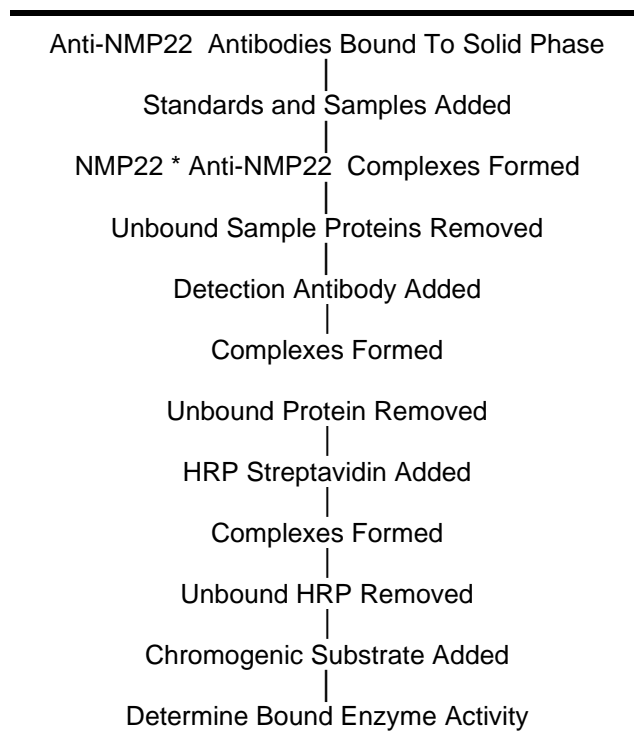 Anti-NMP22 Antibodies Bound To Solid Phase
Standards and Samples Added
NMP22 * Anti-NMP22 Complexes Formed
Unbound Sample Proteins Removed
Detection Antibody Added
Complexes Formed
Unbound Protein Removed
HRP Streptavidin Added
Complexes Formed
Unbound HRP Removed
Chromogenic Substrate Added
Determine Bound Enzyme Activity